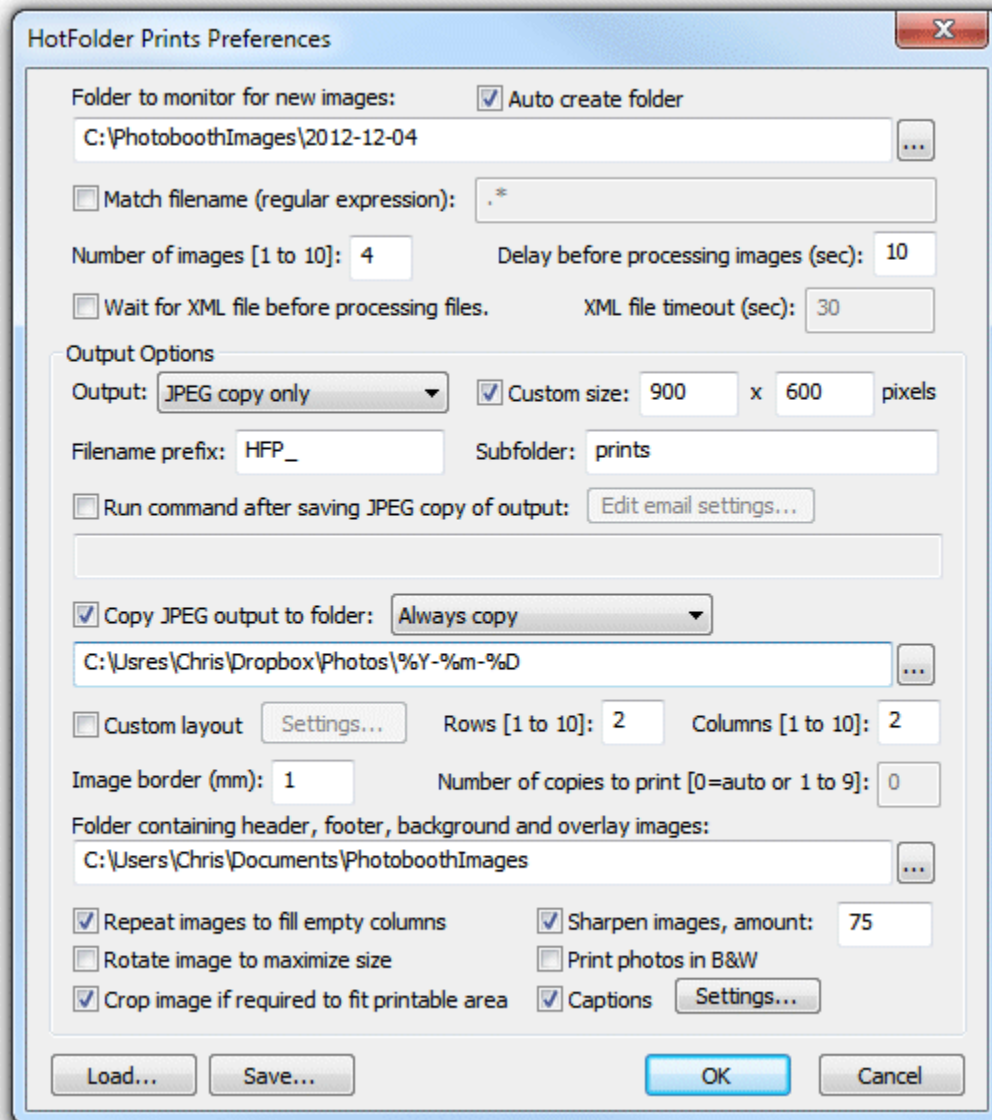 HotFolder Prints Preferences
Folder to monitor for new images: Auto create folder
C:\PhotoboothImages\2012-12-04 ...
Match filename (regular expression): .*
Number of images [1 to 10]: 4 Delay before processing images (sec): 10
Wait for XML file before processing files. XML file timeout (sec): 30
Output Options
Output: JPEG copy only Custom size: 900 x 600 pixels
Filename prefix: HFP_ Subfolder: prints
Run command after saving JPEG copy of output: Edit email settings...
Copy JPEG output to folder: Always copy
C:\Usres\Chris\Dropbox\Photos\%Y-%m-%D ...
Custom layout Settings... Rows [1 to 10]: 2 Columns [1 to 10]: 2
Image border (mm): 1 Number of copies to print [0=auto or 1 to 9]: 0
Folder containing header, footer, background and overlay images:
C:\Users\Chris\Documents\PhotoboothImages ...
Repeat images to fill empty columns Sharpen images, amount: 75
Rotate image to maximize size Print photos in B&W
Crop image if required to fit printable area Captions Settings...
Load... Save... OK Cancel